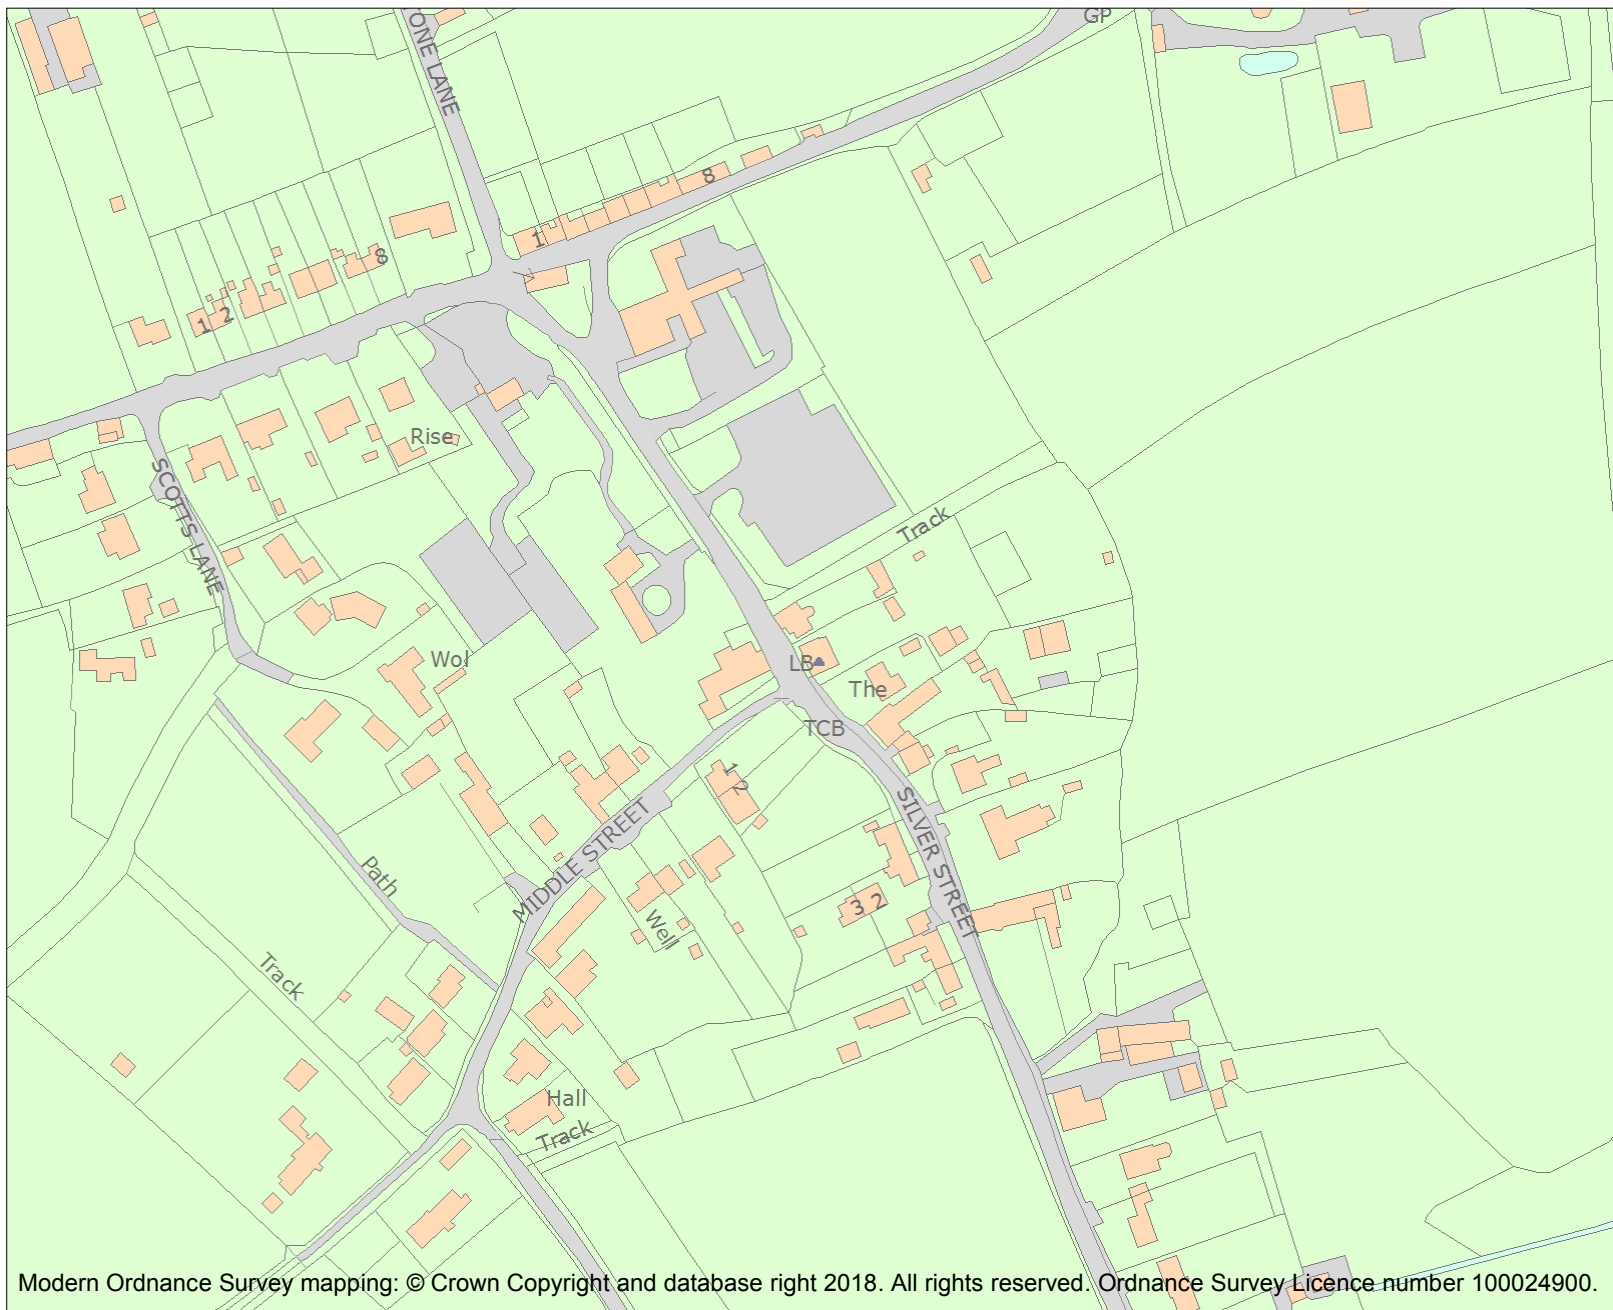 GP
TONE LANE
8
1
8
1 2
Rise
SCOTTS LANE
Track
Wol
LB
The
TCB
1 2
SILVER STREET
MIDDLE STREET
Path
3 2
Well
Track
Hall
Track
Modern Ordnance Survey mapping: © Crown Copyright and database right 2018. All rights reserved. Ordnance Survey Licence number 100024900.